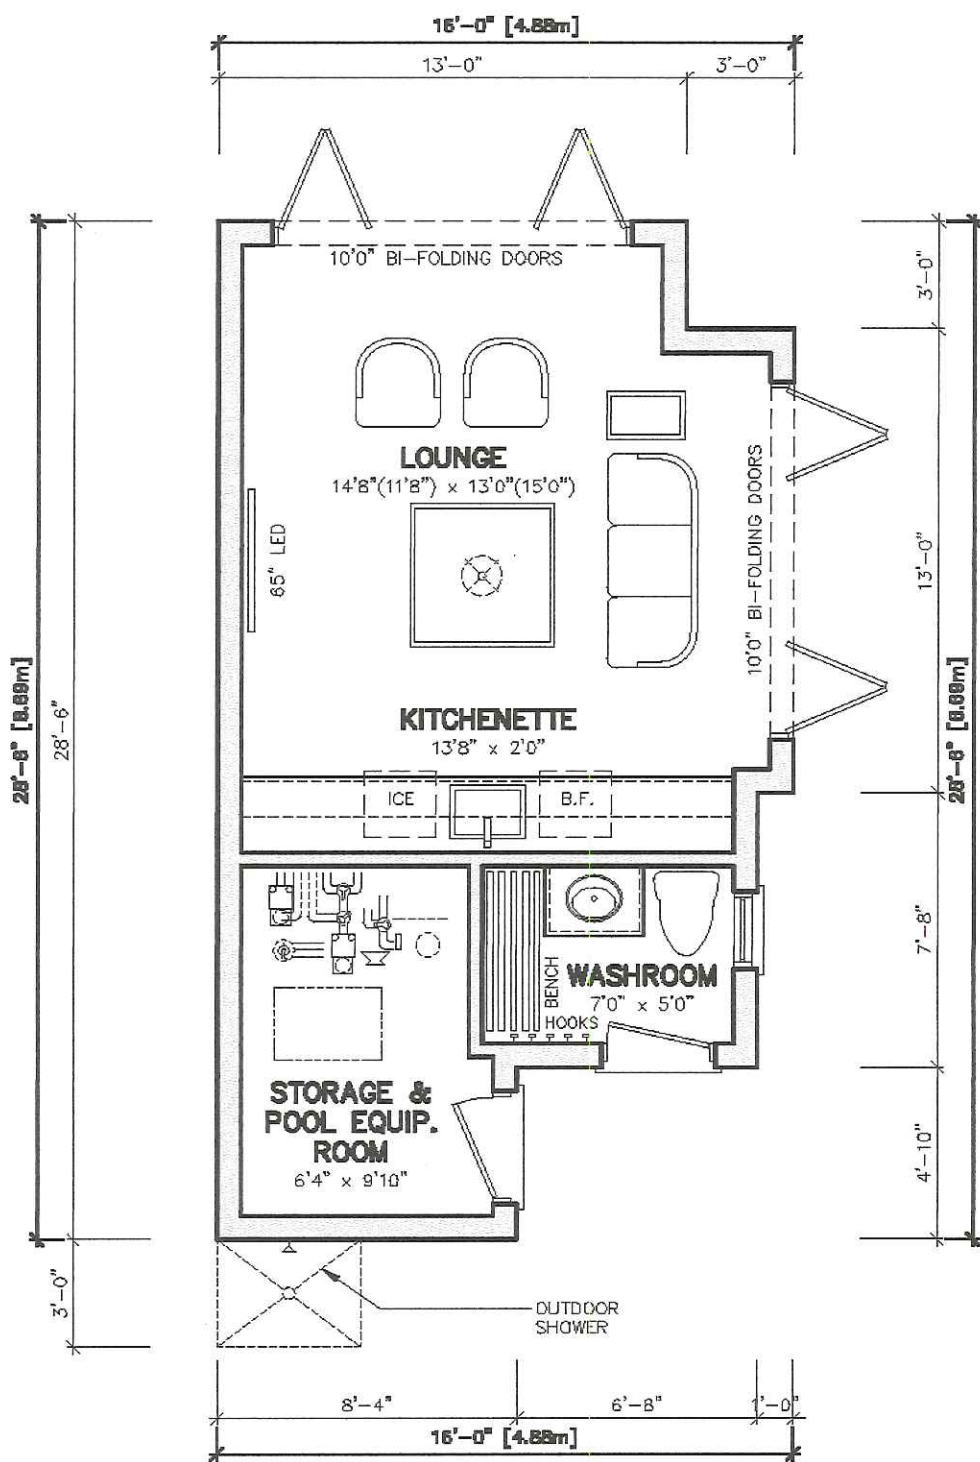 16'-0" [4.88m]
13'-0"
3'-0"
10'0" BI-FOLDING DOORS
3'-0"
LOUNGE
14'8"(11'8") x 13'0"(15'0")
65" LED
10'0" BI-FOLDING DOORS
13'-0"
28'-6" [8.69m]
28'-6"
28'-6" [8.69m]
KITCHENETTE
13'8" x 2'0"
ICE
B.F.
7'-8"
BENCH
WASHROOM
7'0" x 5'0"
HOOKS
STORAGE &
POOL EQUIP.
ROOM
6'4" x 9'10"
4'-10"
3'-0"
OUTDOOR
SHOWER
8'-4"
6'-8"
1'-0"
16'-0" [4.88m]